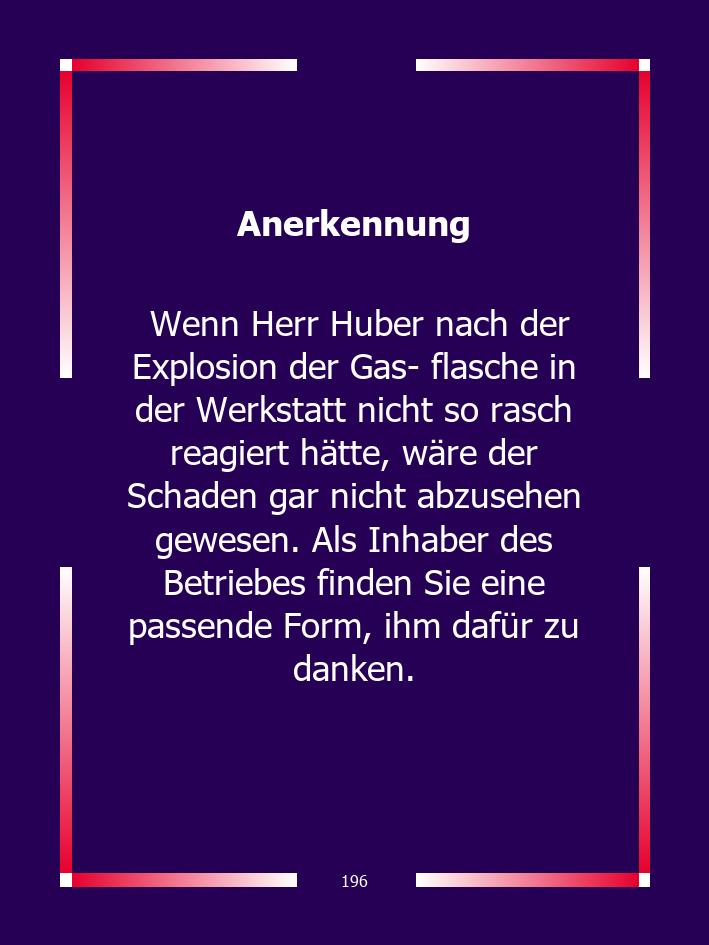 Anerkennung
Wenn Herr Huber nach der
Explosion der Gas- flasche in
der Werkstatt nicht so rasch
reagiert hätte, wäre der
Schaden gar nicht abzusehen
gewesen. Als Inhaber des
Betriebes finden Sie eine
passende Form, ihm dafür zu
danken.
196